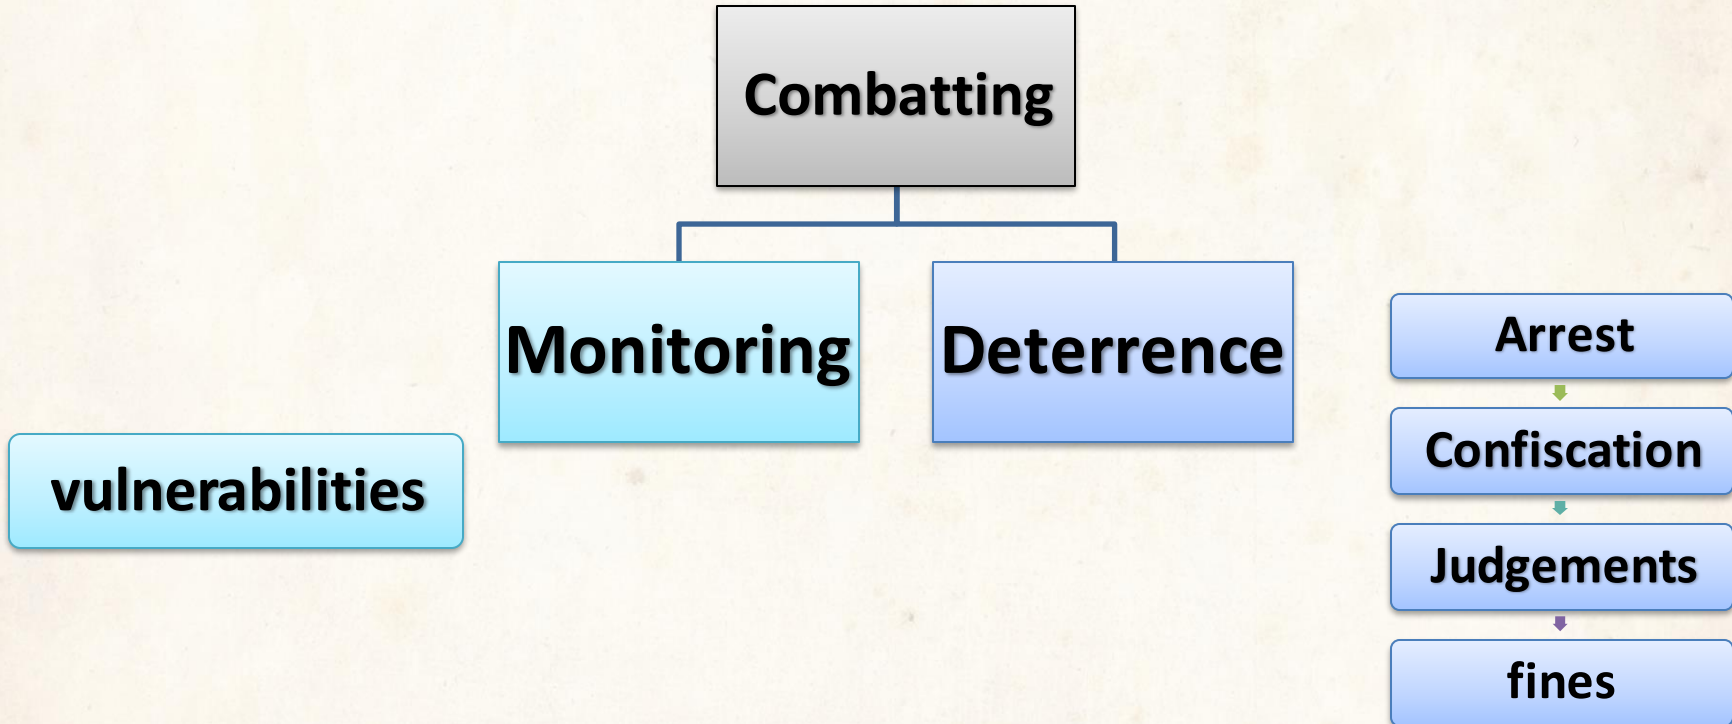 Combatting
Monitoring
Deterrence
vulnerabilities
Arrest
Confiscation
Judgements
fines